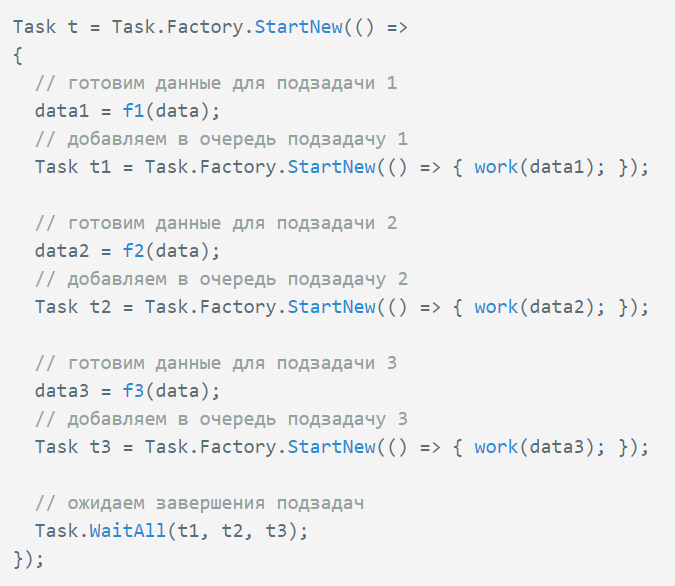 Task t = Task.Factory.StartNew(() =>
{
  // готовим данные для подзадачи 1
  data1 = f1(data);
  // добавляем в очередь подзадачу 1
  Task t1 = Task.Factory.StartNew(() => { work(data1); });

  // готовим данные для подзадачи 2
  data2 = f2(data);
  // добавляем в очередь подзадачу 2
  Task t2 = Task.Factory.StartNew(() => { work(data2); });

  // готовим данные для подзадачи 3
  data3 = f3(data);
  // добавляем в очередь подзадачу 3
  Task t3 = Task.Factory.StartNew(() => { work(data3); });

  // ожидаем завершения подзадач
  Task.WaitAll(t1, t2, t3);
});